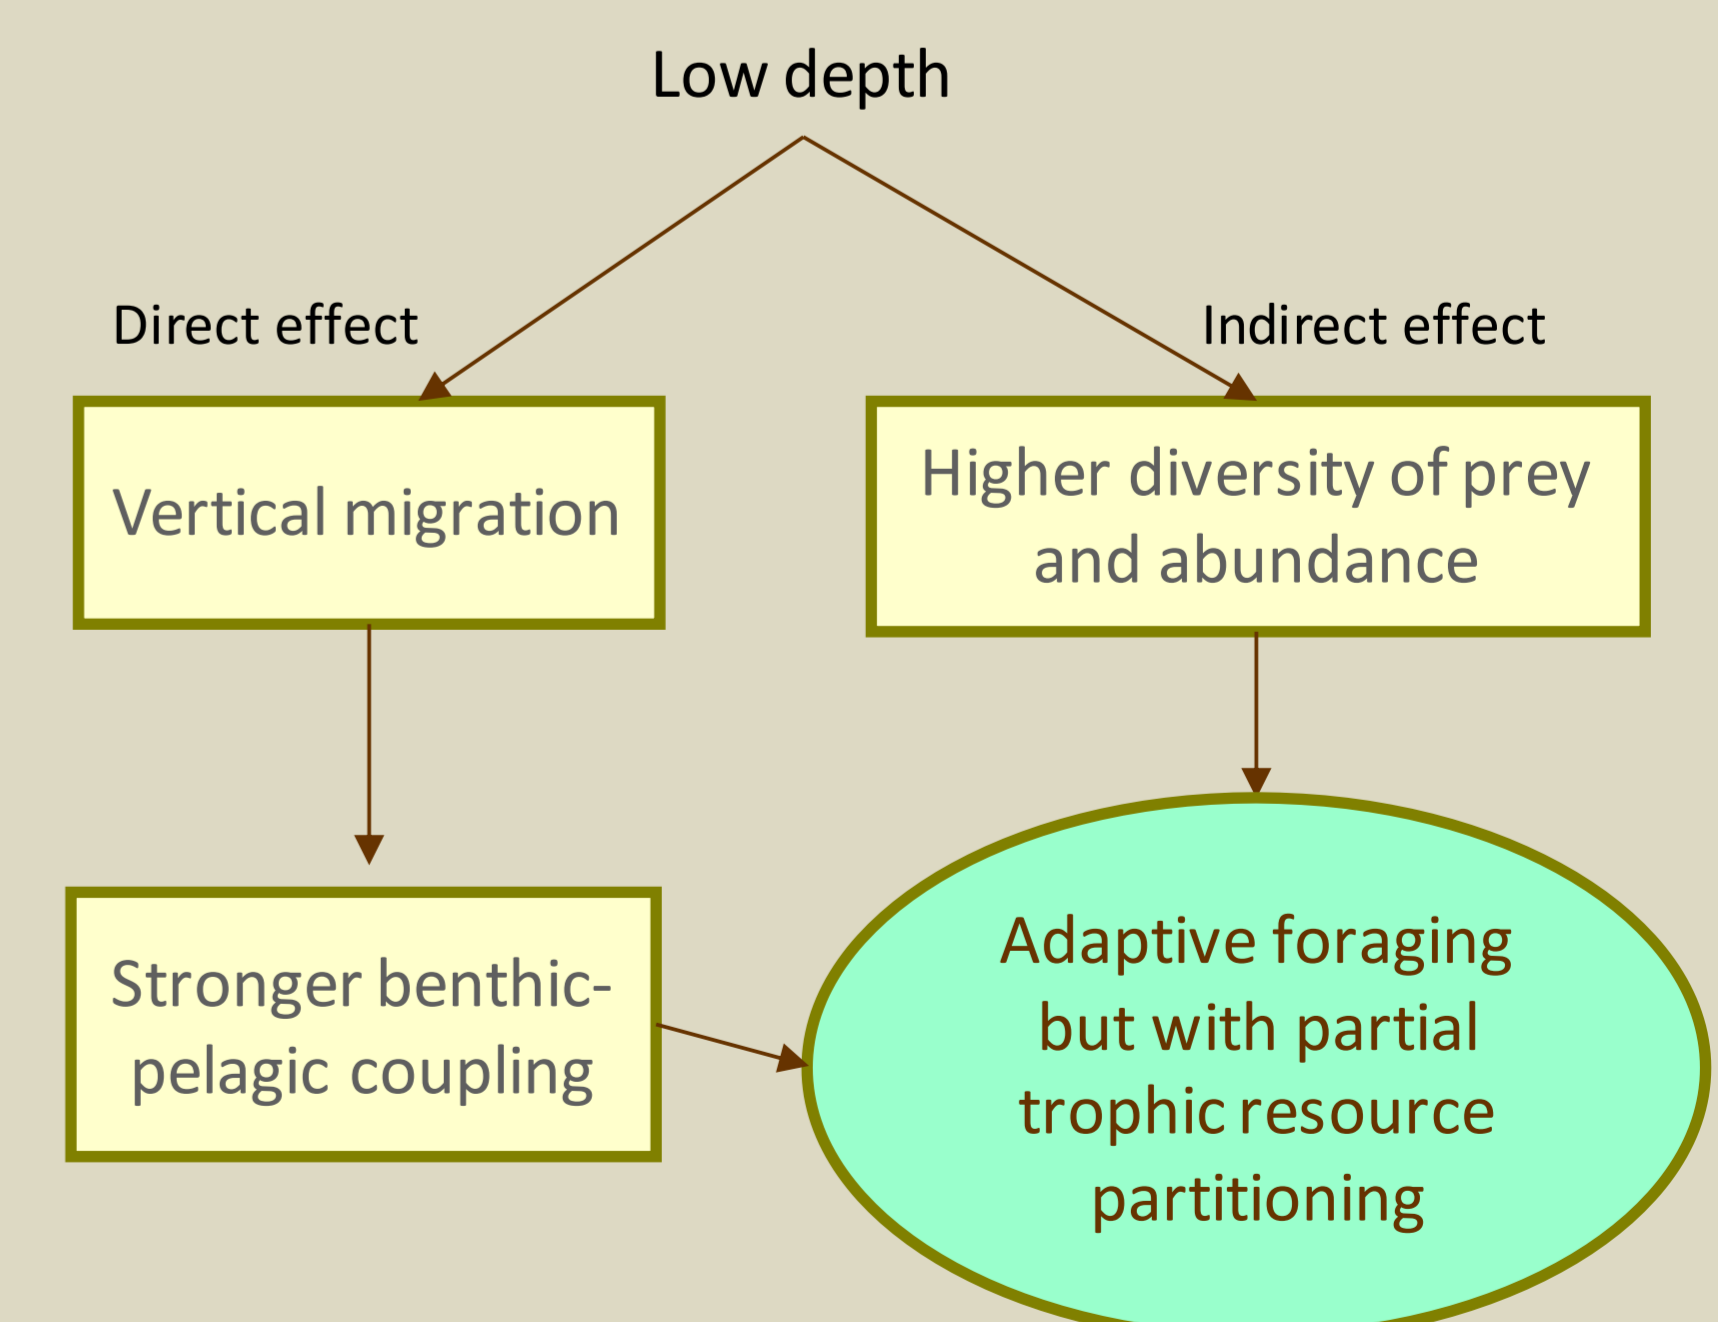 Low depth
Direct effect
Indirect effect
Vertical migration
Higher diversity of prey
and abundance
Stronger benthic-
pelagic coupling
Adaptive foraging
but with partial
trophic resource
partitioning